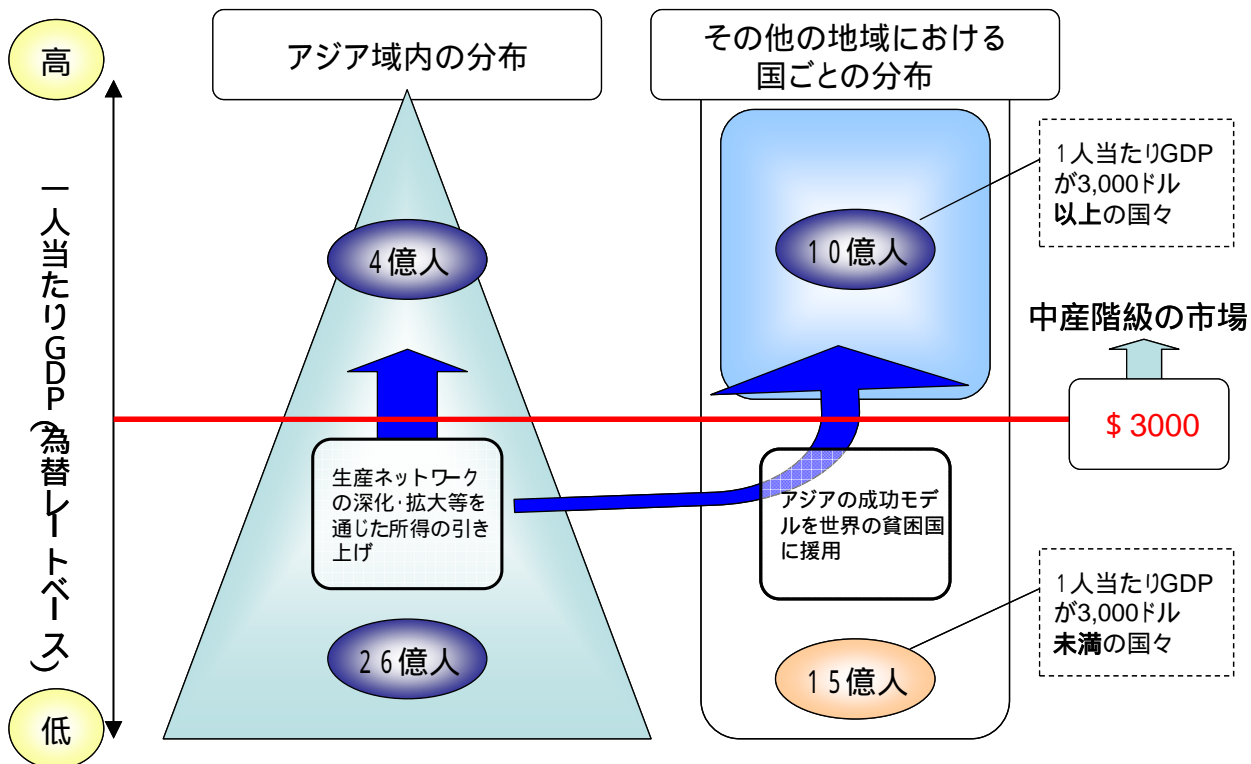 高
アジア域内の分布
その他の地域における
国ごとの分布
1人当たりGDP
が3,000ドル
以上の国々
4億人
10億人
一人当たりGDP(為替レートベース)
中産階級の市場
$3000
生産ネットワーク
の深化・拡大等を
通じた所得の引き
上げ
アジアの成功モデ
ルを世界の貧困国
に援用
1人当たりGDP
が3,000ドル
未満の国々
26億人
15億人
低